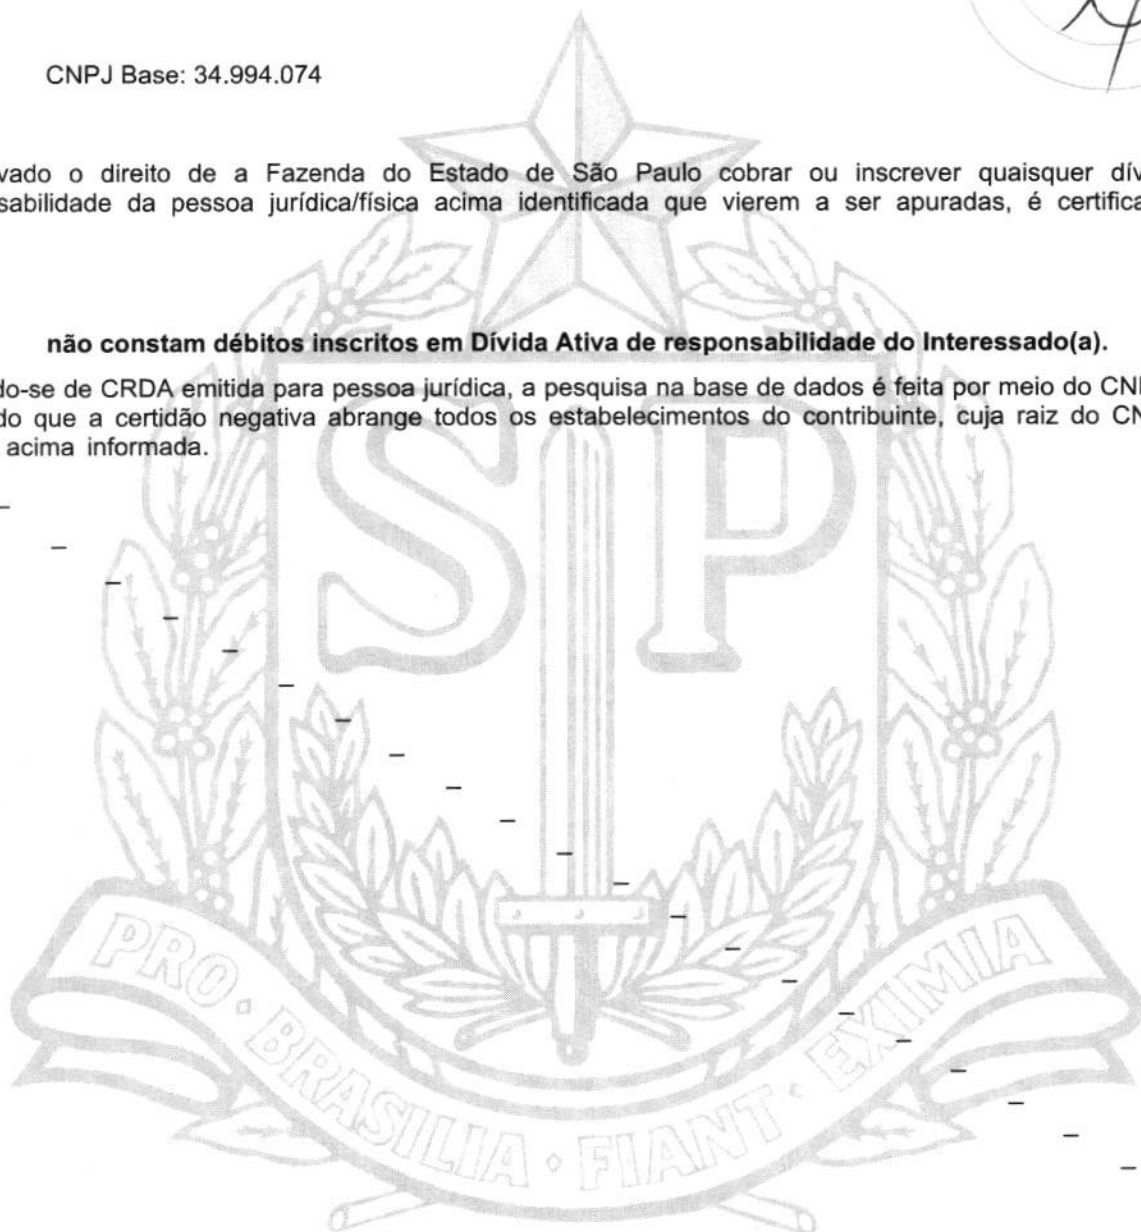 CNPJ Base: 34.994.074
vado o direito de a Fazenda do Estado de São Paulo cobrar ou inscrever quaisquer dív
sabilidade da pessoa jurídica/física acima identificada que vierem a ser apuradas, é certifica
não constam débitos inscritos em Dívida Ativa de responsabilidade do Interessado(a).
do-se de CRDA emitida para pessoa jurídica, a pesquisa na base de dados é feita por meio do CN
do que a certidão negativa abrange todos os estabelecimentos do contribuinte, cuja raiz do CN
acima informada.
SP
PRO • BRASILIA • FIANT • EXIMIA